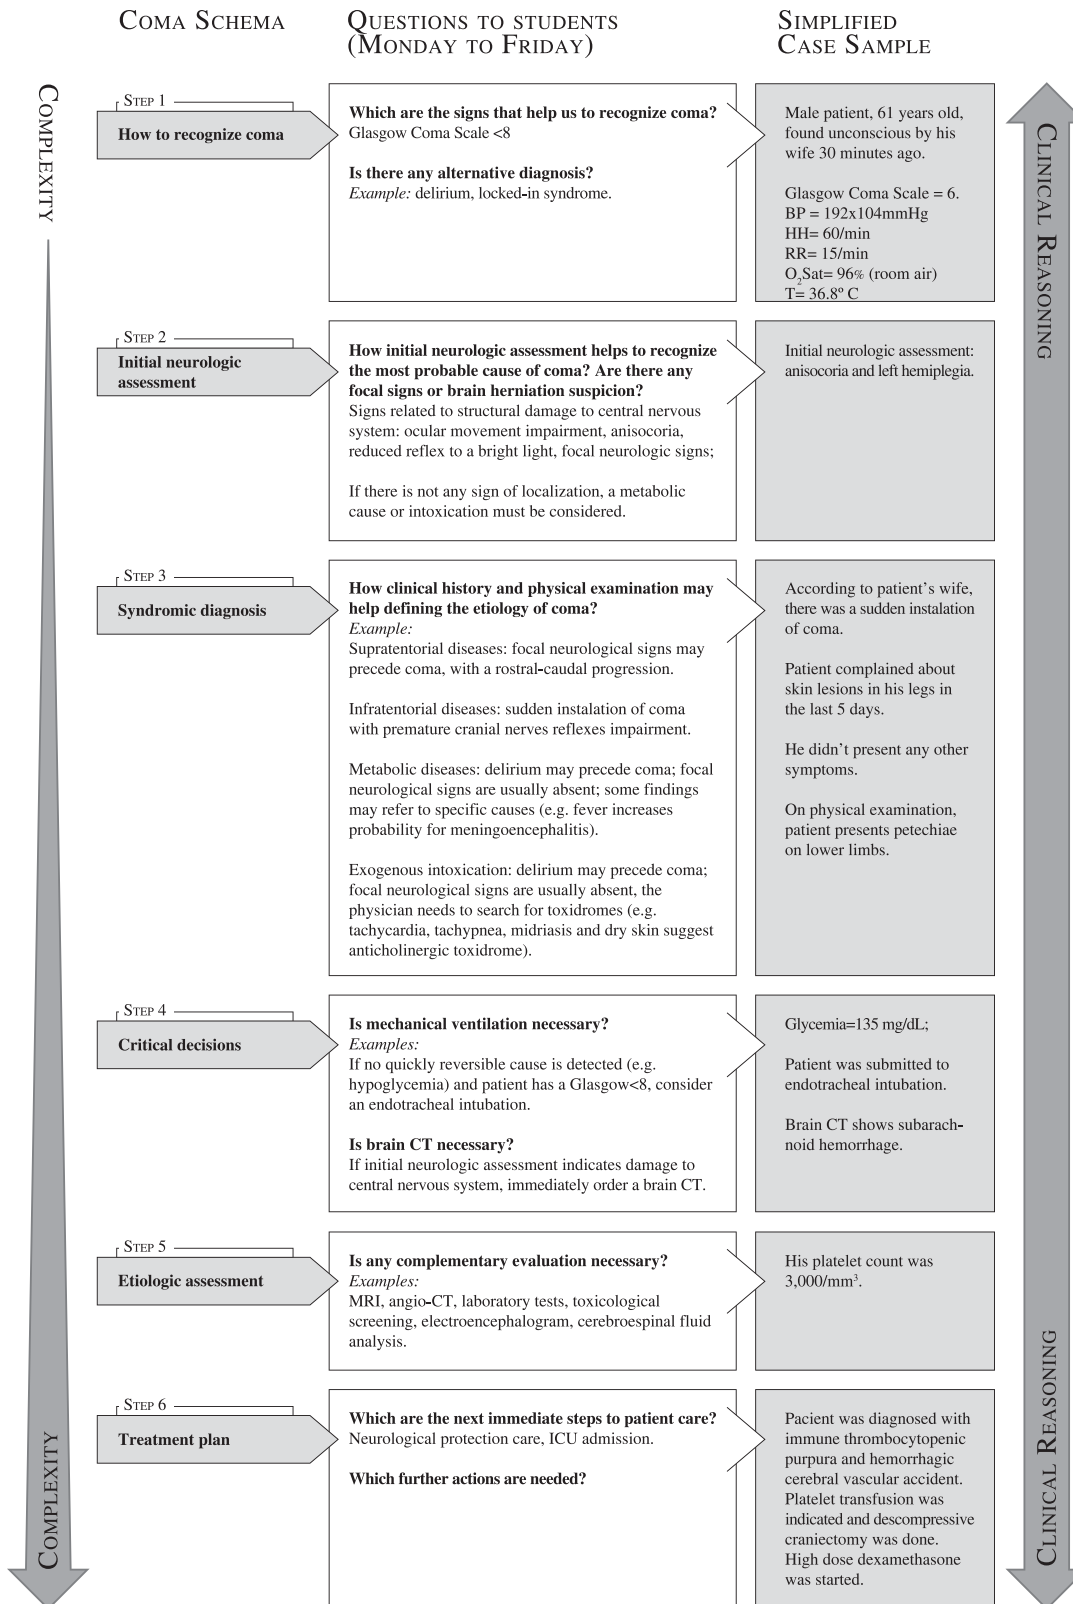 COMA SCHEMA
QUESTIONS TO STUDENTS
(MONDAY TO FRIDAY)
SIMPLIFIED
CASE SAMPLE
COMPLEXITY
CLINICAL REASONING
STEP 1
How to recognize coma
Which are the signs that help us to recognize coma?
Glasgow Coma Scale <8
Is there any alternative diagnosis?
Example: delirium, locked-in syndrome.
Male patient, 61 years old,
found unconscious by his
wife 30 minutes ago.
Glasgow Coma Scale = 6.
BP = 192x104mmHg
HH= 60/min
RR= 15/min
O₂Sat= 96% (room air)
T= 36.8º C
STEP 2
Initial neurologic
assessment
How initial neurologic assessment helps to recognize
the most probable cause of coma? Are there any
focal signs or brain herniation suspicion?
Signs related to structural damage to central nervous
system: ocular movement impairment, anisocoria,
reduced reflex to a bright light, focal neurologic signs;
If there is not any sign of localization, a metabolic
cause or intoxication must be considered.
Initial neurologic assessment:
anisocoria and left hemiplegia.
STEP 3
Syndromic diagnosis
How clinical history and physical examination may
help defining the etiology of coma?
Example:
Supratentorial diseases: focal neurological signs may
precede coma, with a rostral-caudal progression.
Infratentorial diseases: sudden instalation of coma
with premature cranial nerves reflexes impairment.
Metabolic diseases: delirium may precede coma; focal
neurological signs are usually absent; some findings
may refer to specific causes (e.g. fever increases
probability for meningoencephalitis).
Exogenous intoxication: delirium may precede coma;
focal neurological signs are usually absent, the
physician needs to search for toxidromes (e.g.
tachycardia, tachypnea, midriasis and dry skin suggest
anticholinergic toxidrome).
According to patient's wife,
there was a sudden instalation
of coma.
Patient complained about
skin lesions in his legs in
the last 5 days.
He didn't present any other
symptoms.
On physical examination,
patient presents petechiae
on lower limbs.
STEP 4
Critical decisions
Is mechanical ventilation necessary?
Examples:
If no quickly reversible cause is detected (e.g.
hypoglycemia) and patient has a Glasgow<8, consider
an endotracheal intubation.
Is brain CT necessary?
If initial neurologic assessment indicates damage to
central nervous system, immediately order a brain CT.
Glycemia=135 mg/dL;
Patient was submitted to
endotracheal intubation.
Brain CT shows subarach-
noid hemorrhage.
STEP 5
Etiologic assessment
Is any complementary evaluation necessary?
Examples:
MRI, angio-CT, laboratory tests, toxicological
screening, electroencephalogram, cerebroespinal fluid
analysis.
His platelet count was
3,000/mm³.
STEP 6
Treatment plan
Which are the next immediate steps to patient care?
Neurological protection care, ICU admission.
Which further actions are needed?
Pacient was diagnosed with
immune thrombocytopenic
purpura and hemorrhagic
cerebral vascular accident.
Platelet transfusion was
indicated and descompressive
craniectomy was done.
High dose dexamethasone
was started.
COMPLEXITY
CLINICAL REASONING